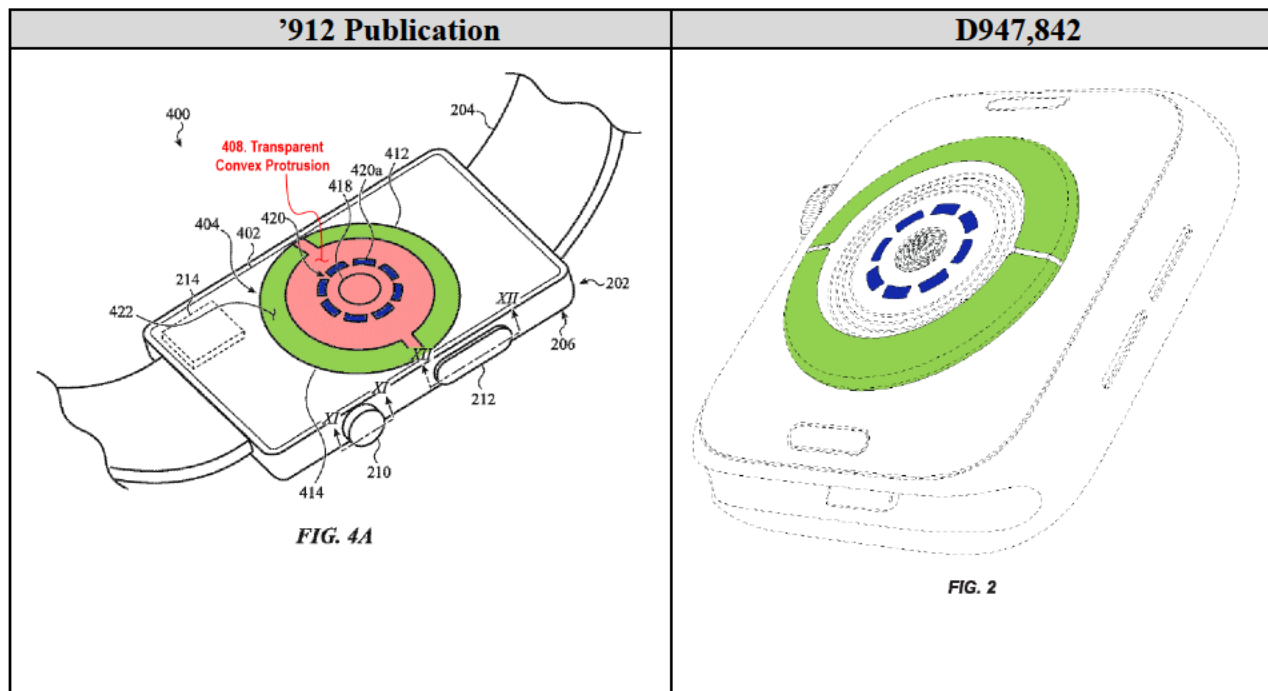 ’912 Publication
D947,842
400
204
408. Transparent
Convex Protrusion
412
420a
418
420
404
402
214
422
202
XII
206
XII
212
XI
XI
210
414
FIG. 4A
FIG. 2